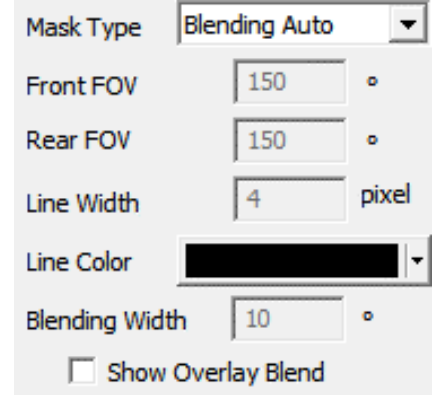 Mask Type Blending Auto
Front FOV 150 °
Rear FOV 150 °
Line Width 4 pixel
Line Color
Blending Width 10 °
Show Overlay Blend